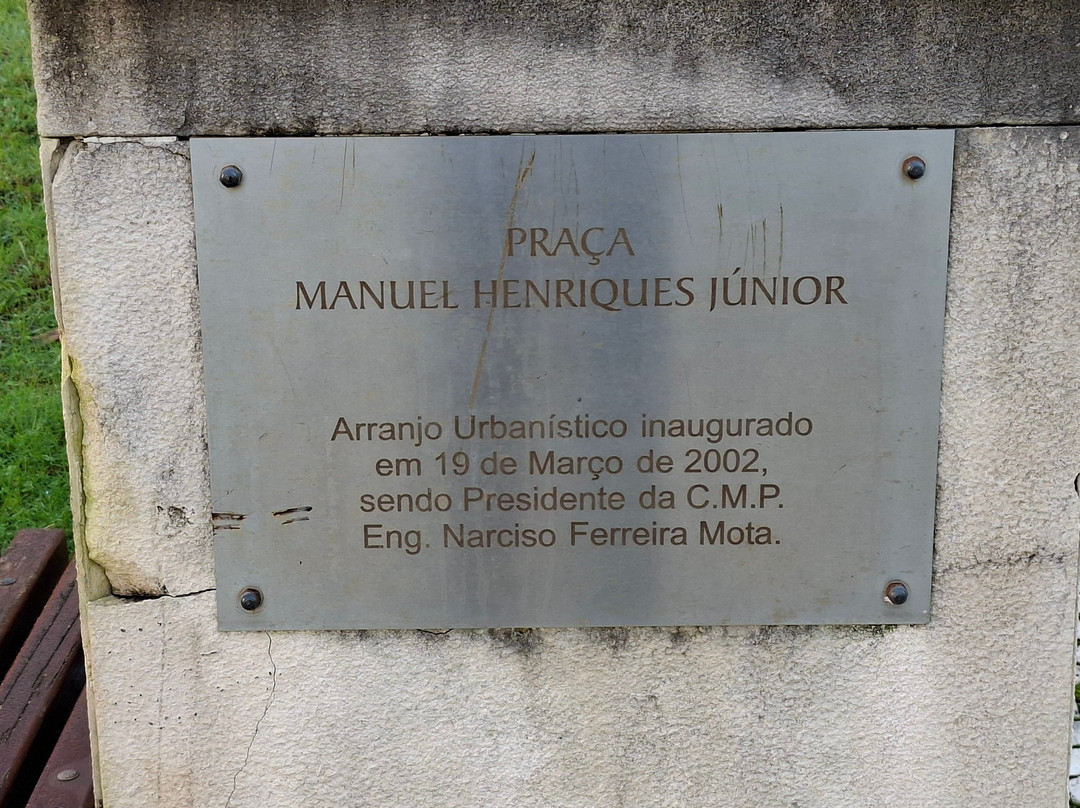 PRAÇA
MANUEL HENRIQUES JÚNIOR
Arranjo Urbanístico inaugurado
em 19 de Março de 2002,
sendo Presidente da C.M.P.
Eng. Narciso Ferreira Mota.